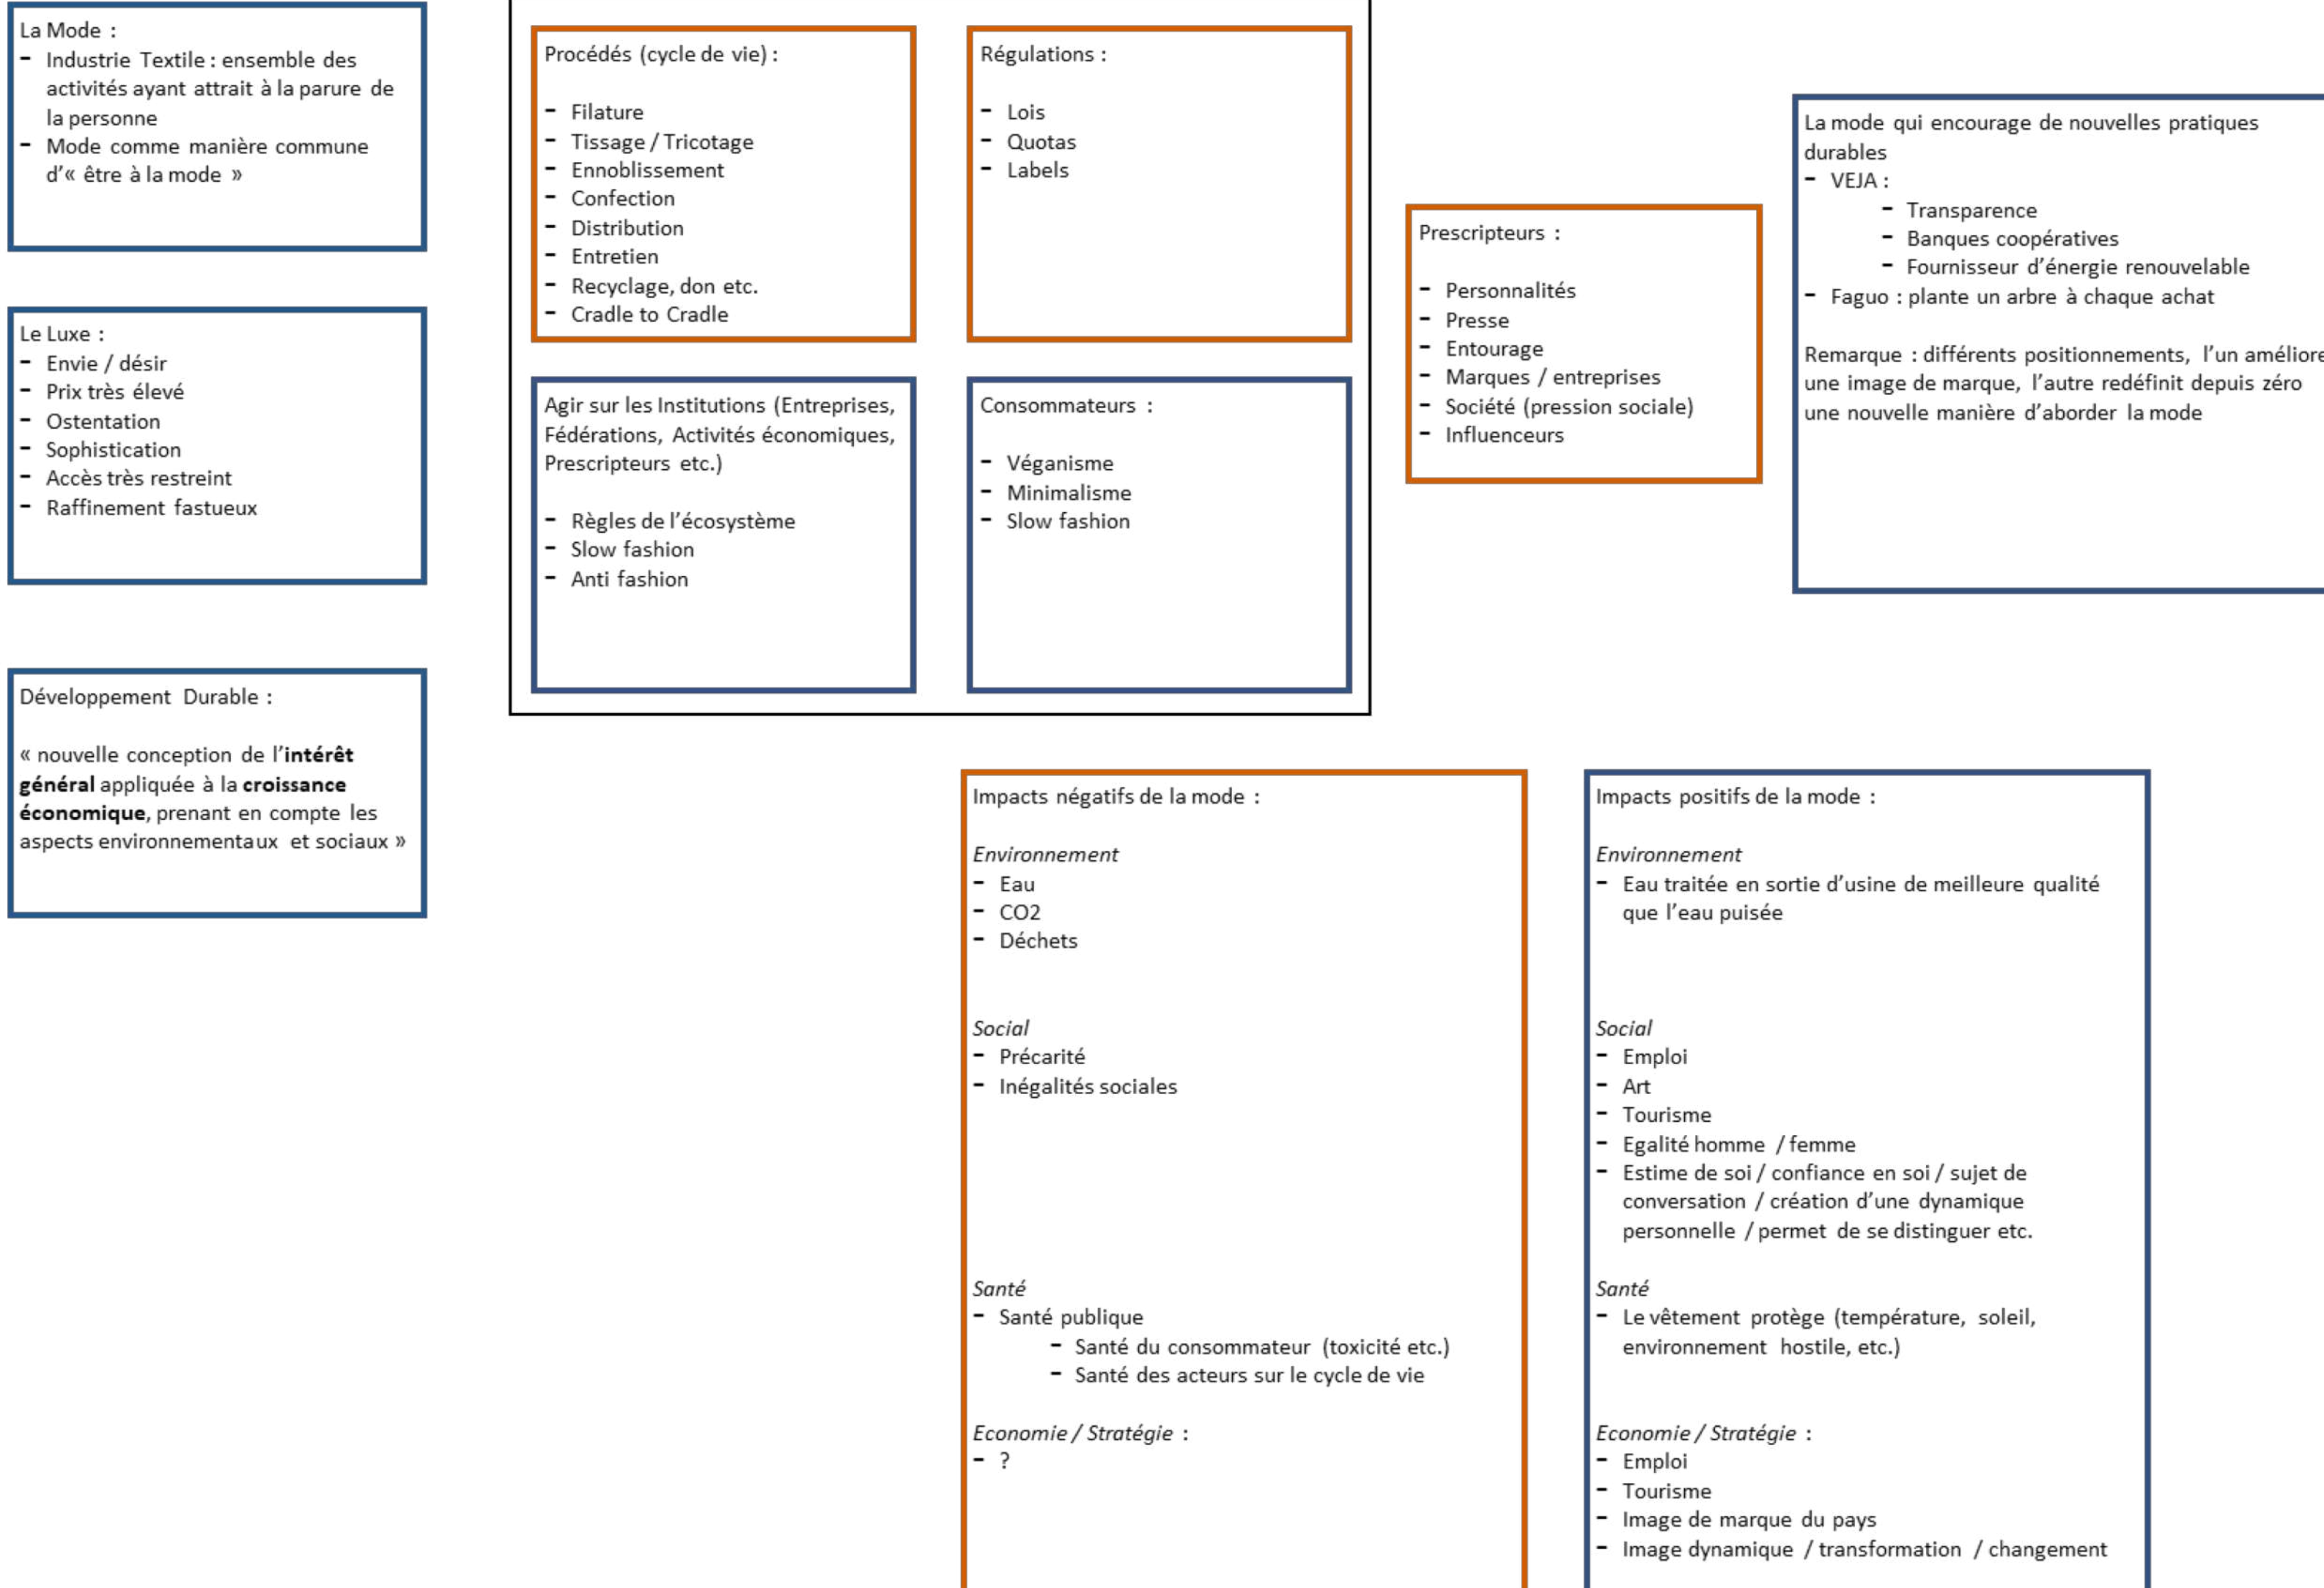 La Mode :
- Industrie Textile : ensemble des
activités ayant attrait à la parure de
la personne
- Mode comme manière commune
d'« être à la mode »
Le Luxe :
- Envie / désir
- Prix très élevé
- Ostentation
- Sophistication
- Accès très restreint
- Raffinement fastueux
Développement Durable :
« nouvelle conception de l'intérêt
général appliquée à la croissance
économique, prenant en compte les
aspects environnementaux et sociaux »
Procédés (cycle de vie) :
- Filature
- Tissage / Tricotage
- Ennoblissement
- Confection
- Distribution
- Entretien
- Recyclage, don etc.
- Cradle to Cradle
Régulations :
- Lois
- Quotas
- Labels
Agir sur les Institutions (Entreprises,
Fédérations, Activités économiques,
Prescripteurs etc.)
- Règles de l'écosystème
- Slow fashion
- Anti fashion
Consommateurs :
- Véganisme
- Minimalisme
- Slow fashion
Prescripteurs :
- Personnalités
- Presse
- Entourage
- Marques / entreprises
- Société (pression sociale)
- Influenceurs
La mode qui encourage de nouvelles pratiques
durables
- VEJA :
- Transparence
- Banques coopératives
- Fournisseur d'énergie renouvelable
- Faguo : plante un arbre à chaque achat
Remarque : différents positionnements, l'un améliore
une image de marque, l'autre redéfinit depuis zéro
une nouvelle manière d'aborder la mode
Impacts négatifs de la mode :
Environnement
- Eau
- CO2
- Déchets
Social
- Précarité
- Inégalités sociales
Santé
- Santé publique
- Santé du consommateur (toxicité etc.)
- Santé des acteurs sur le cycle de vie
Economie / Stratégie :
- ?
Impacts positifs de la mode :
Environnement
- Eau traitée en sortie d'usine de meilleure qualité
que l'eau puisée
Social
- Emploi
- Art
- Tourisme
- Egalité homme / femme
- Estime de soi / confiance en soi / sujet de
conversation / création d'une dynamique
personnelle / permet de se distinguer etc.
Santé
- Le vêtement protège (température, soleil,
environnement hostile, etc.)
Economie / Stratégie :
- Emploi
- Tourisme
- Image de marque du pays
- Image dynamique / transformation / changement